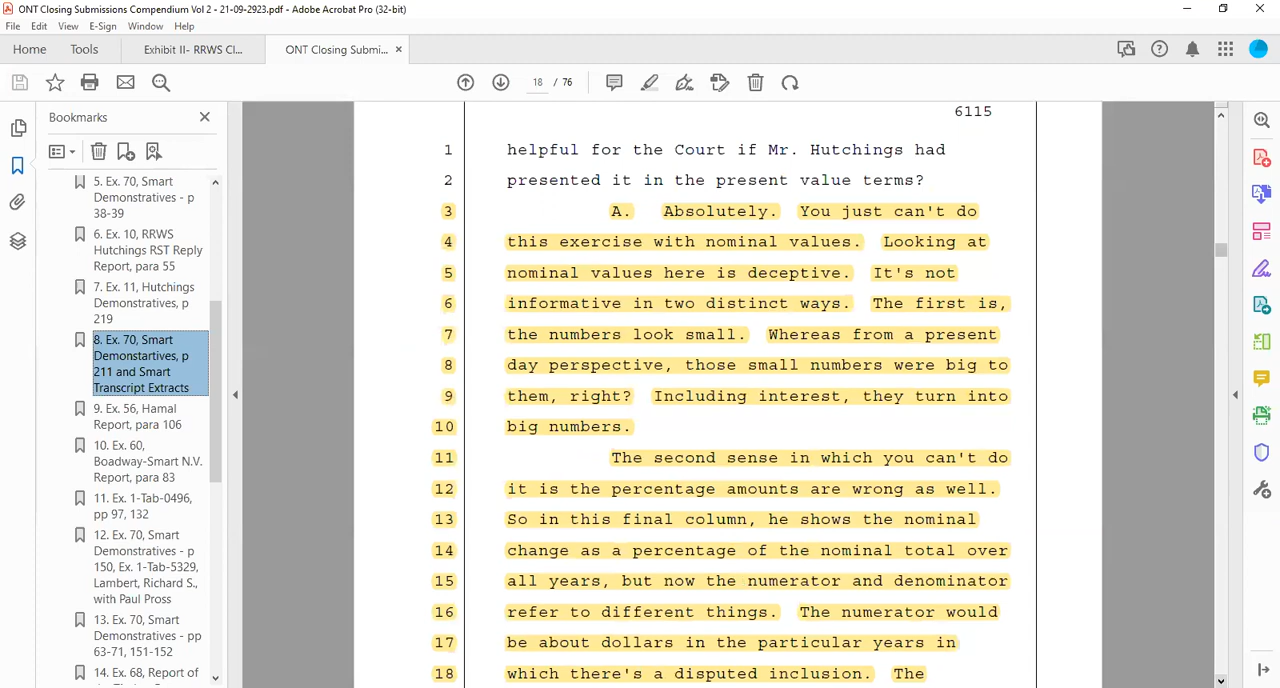 ONT Closing Submissions Compendium Vol 2 - 21-09-2923.pdf - Adobe Acrobat Pro (32-bit)
File Edit View E-Sign Window Help
Home Tools Exhibit II- RRWS Cl... ONT Closing Submi... ×
18 / 76
Bookmarks
5. Ex. 70, Smart
Demonstratives - p
38-39
6. Ex. 10, RRWS
Hutchings RST Reply
Report, para 55
7. Ex. 11, Hutchings
Demonstratives, p
219
8. Ex. 70, Smart
Demonstartives, p
211 and Smart
Transcript Extracts
9. Ex. 56, Hamal
Report, para 106
10. Ex. 60,
Boadway-Smart N.V.
Report, para 83
11. Ex. 1-Tab-0496,
pp 97, 132
12. Ex. 70, Smart
Demonstratives - p
150, Ex. 1-Tab-5329,
Lambert, Richard S.,
with Paul Pross
13. Ex. 70, Smart
Demonstratives - pp
63-71, 151-152
14. Ex. 68, Report of
6115
1 helpful for the Court if Mr. Hutchings had
2 presented it in the present value terms?
3 A. Absolutely. You just can't do
4 this exercise with nominal values. Looking at
5 nominal values here is deceptive. It's not
6 informative in two distinct ways. The first is,
7 the numbers look small. Whereas from a present
8 day perspective, those small numbers were big to
9 them, right? Including interest, they turn into
10 big numbers.
11 The second sense in which you can't do
12 it is the percentage amounts are wrong as well.
13 So in this final column, he shows the nominal
14 change as a percentage of the nominal total over
15 all years, but now the numerator and denominator
16 refer to different things. The numerator would
17 be about dollars in the particular years in
18 which there's a disputed inclusion. The